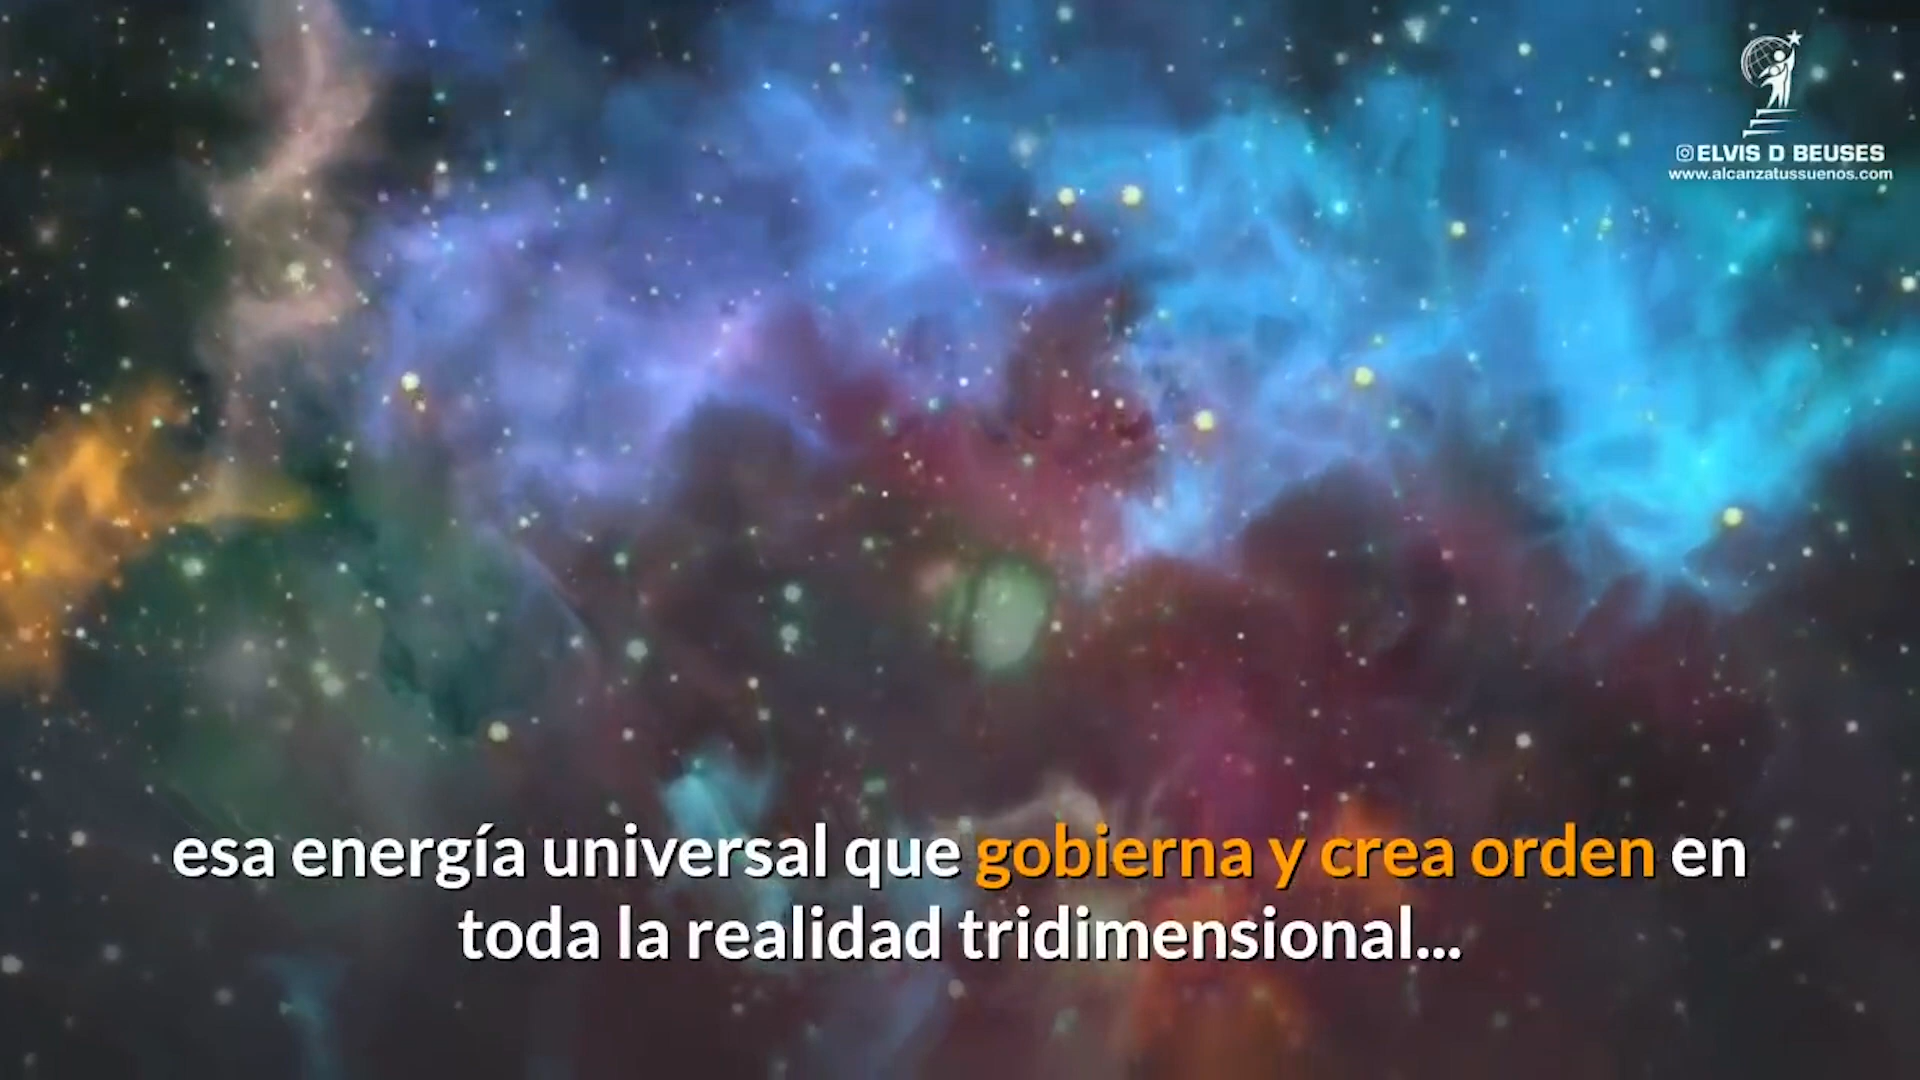 ELVIS D BEUSES
www.alcanzatussuenos.com
esa energía universal que gobierna y crea orden en
toda la realidad tridimensional...